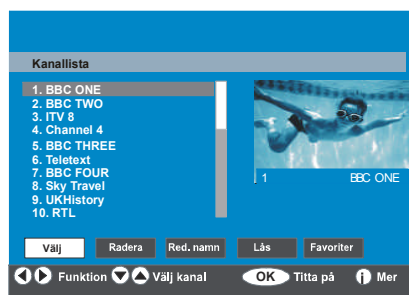 Kanallista
1. BBC ONE
2. BBC TWO
3. ITV 8
4. Channel 4
5. BBC THREE
6. Teletext
7. BBC FOUR
8. Sky Travel
9. UKHistory
10. RTL
1 BBC ONE
Välj Radera Red. namn Lås Favoriter
Funktion Välj kanal OK Titta på i Mer